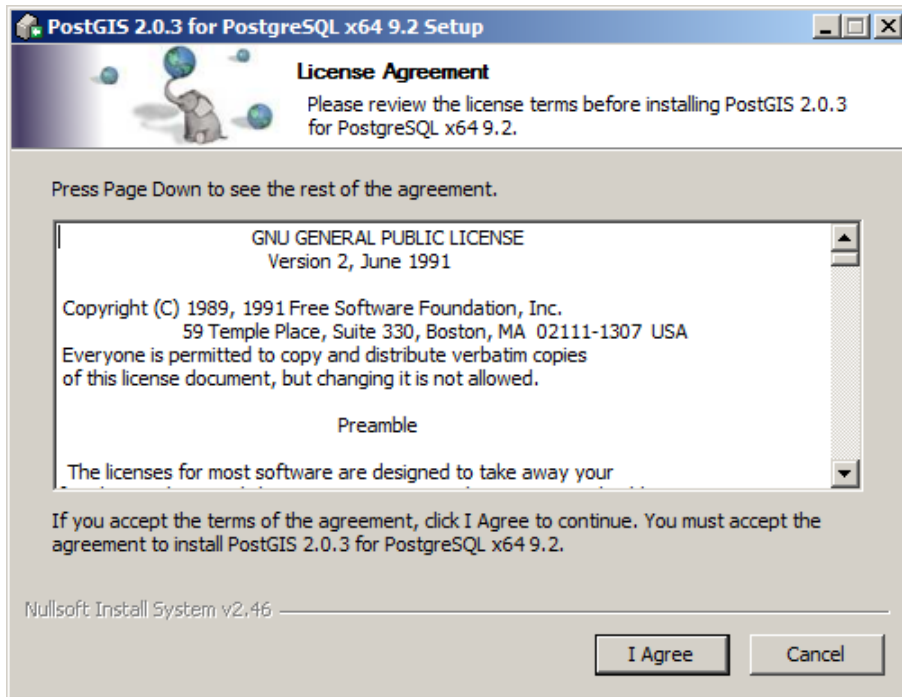 PostGIS 2.0.3 for PostgreSQL x64 9.2 Setup
License Agreement
Please review the license terms before installing PostGIS 2.0.3
for PostgreSQL x64 9.2.
Press Page Down to see the rest of the agreement.
GNU GENERAL PUBLIC LICENSE
Version 2, June 1991
Copyright (C) 1989, 1991 Free Software Foundation, Inc.
59 Temple Place, Suite 330, Boston, MA  02111-1307  USA
Everyone is permitted to copy and distribute verbatim copies
of this license document, but changing it is not allowed.
Preamble
The licenses for most software are designed to take away your
If you accept the terms of the agreement, click I Agree to continue. You must accept the
agreement to install PostGIS 2.0.3 for PostgreSQL x64 9.2.
Nullsoft Install System v2.46
I Agree
Cancel